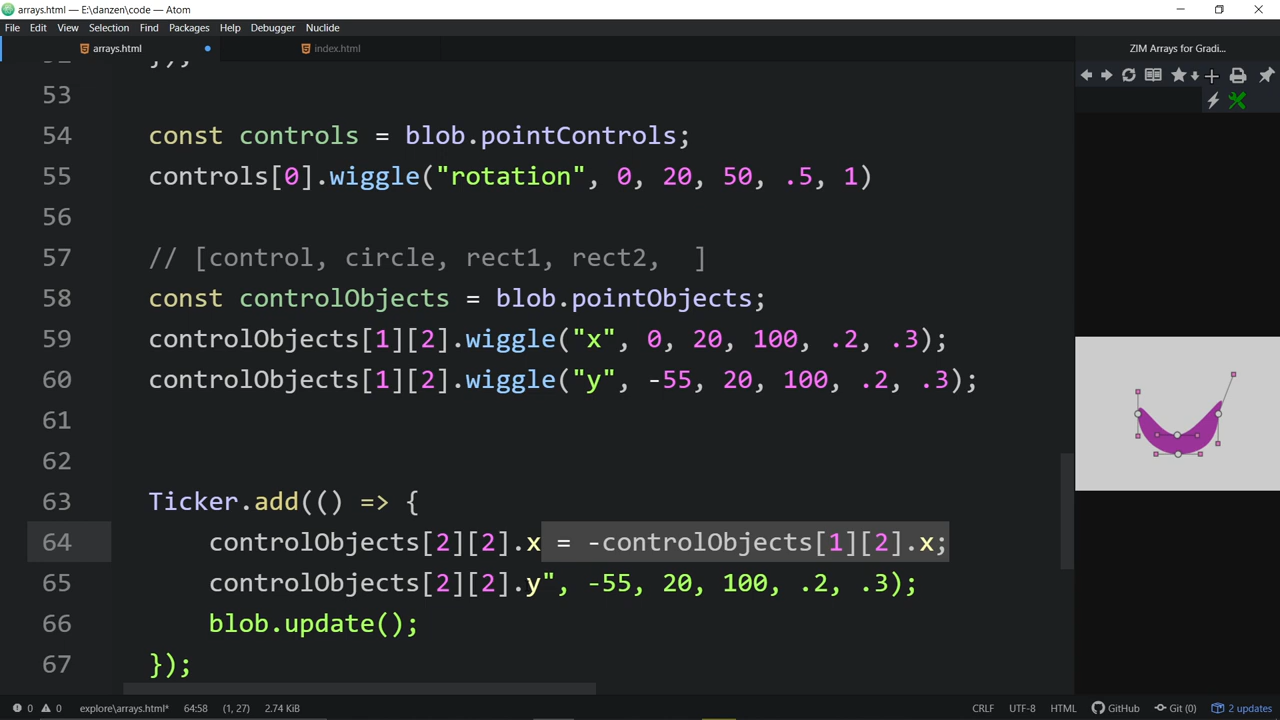 arrays.html — E:\danzen\code — Atom
File Edit View Selection Find Packages Help Debugger Nuclide
arrays.html index.html ZIM Arrays for Gradi...
});
53
54 const controls = blob.pointControls;
55 controls[0].wiggle("rotation", 0, 20, 50, .5, 1)
56
57 // [control, circle, rect1, rect2,  ]
58 const controlObjects = blob.pointObjects;
59 controlObjects[1][2].wiggle("x", 0, 20, 100, .2, .3);
60 controlObjects[1][2].wiggle("y", -55, 20, 100, .2, .3);
61
62
63 Ticker.add(() => {
64 controlObjects[2][2].x = -controlObjects[1][2].x;
65 controlObjects[2][2].y", -55, 20, 100, .2, .3);
66 blob.update();
67 });
0 0 explore\arrays.html* 64:58 (1, 27) 2.74 KiB CRLF UTF-8 HTML GitHub Git (0) 2 updates